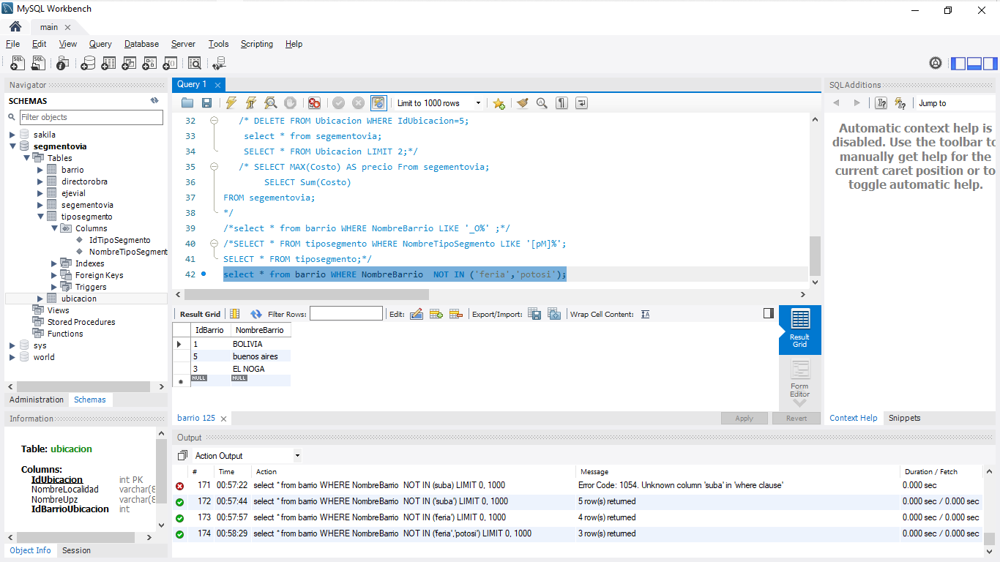 MySQL Workbench
main
File Edit View Query Database Server Tools Scripting Help
Navigator
SCHEMAS
Filter objects
sakila
segmentovia
Tables
barrio
directorobra
ejevial
segementovia
tiposegmento
Columns
IdTipoSegmento
NombreTipoSegment
Indexes
Foreign Keys
Triggers
ubicacion
Views
Stored Procedures
Functions
sys
world
Administration Schemas
Information
Table: ubicacion
Columns:
IdUbicacion int PK
NombreLocalidad varchar(8
NombreUpz varchar(8
IdBarrioUbicacion int
Object Info Session
Query 1
Limit to 1000 rows
32 /* DELETE FROM Ubicacion WHERE IdUbicacion=5;
33 select * from segementovia;
34 SELECT * FROM Ubicacion LIMIT 2;*/
35 /* SELECT MAX(Costo) AS precio From segementovia;
36 SELECT Sum(Costo)
37 FROM segementovia;
38 */
39 /*select * from barrio WHERE NombreBarrio LIKE '_O%' ;*/
40 /*SELECT * FROM tiposegmento WHERE NombreTipoSegmento LIKE '[pM]%';
41 SELECT * FROM tiposegmento;*/
42 select * from barrio WHERE NombreBarrio  NOT IN ('feria','potosi');
Result Grid Filter Rows: Edit: Export/Import: Wrap Cell Content:
IdBarrio NombreBarrio
1 BOLIVIA
5 buenos aires
3 EL NOGA
NULL NULL
Result
Grid
Form
Editor
barrio 125
Apply Revert
SQLAdditions
Jump to
Automatic context help is
disabled. Use the toolbar to
manually get help for the
current caret position or to
toggle automatic help.
Context Help Snippets
Output
Action Output
# Time Action Message Duration / Fetch
171 00:57:22 select * from barrio WHERE NombreBarrio  NOT IN (suba) LIMIT 0, 1000 Error Code: 1054. Unknown column 'suba' in 'where clause' 0.000 sec
172 00:57:44 select * from barrio WHERE NombreBarrio  NOT IN ('suba') LIMIT 0, 1000 5 row(s) returned 0.000 sec / 0.000 sec
173 00:57:57 select * from barrio WHERE NombreBarrio  NOT IN ('feria') LIMIT 0, 1000 4 row(s) returned 0.000 sec / 0.000 sec
174 00:58:29 select * from barrio WHERE NombreBarrio  NOT IN ('feria','potosi') LIMIT 0, 1000 3 row(s) returned 0.000 sec / 0.000 sec